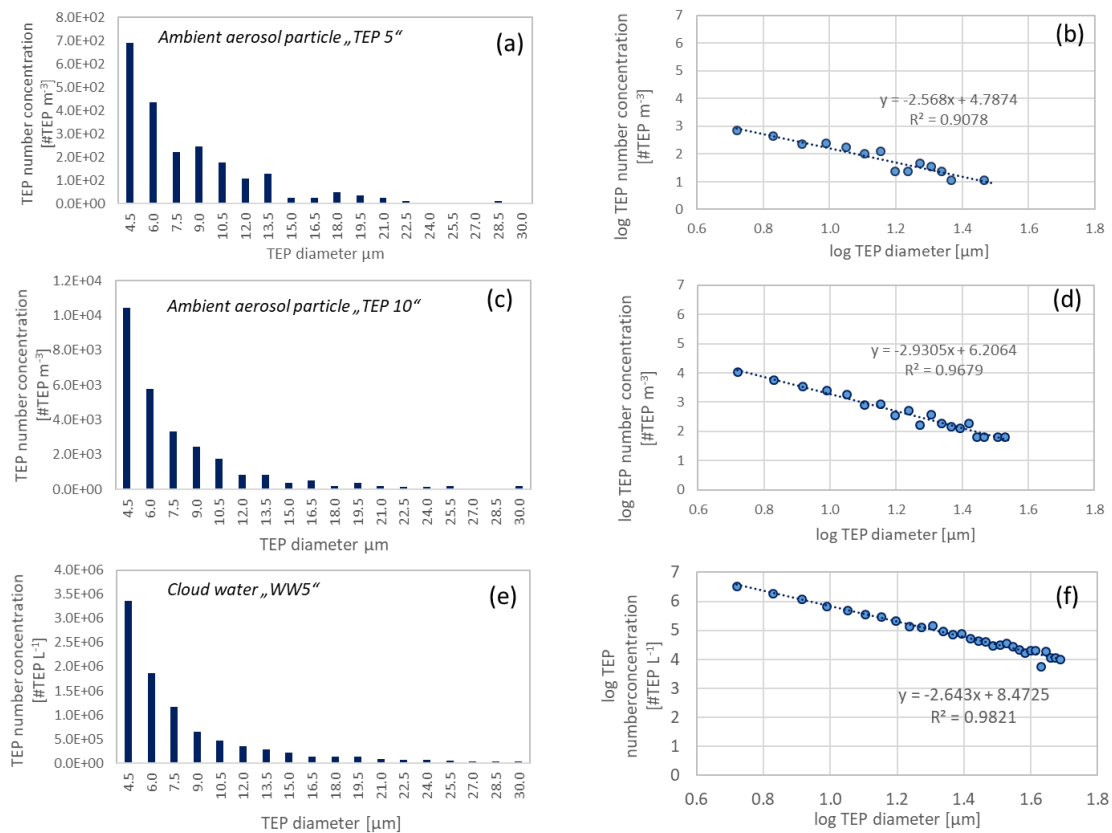 Ambient aerosol particle „TEP 5“
(a)
TEP number concentration
[#TEP m⁻³]
8.0E+02
7.0E+02
6.0E+02
5.0E+02
4.0E+02
3.0E+02
2.0E+02
1.0E+02
0.0E+00
4.5
6.0
7.5
9.0
10.5
12.0
13.5
15.0
16.5
18.0
19.5
21.0
22.5
24.0
25.5
27.0
28.5
30.0
TEP diameter µm
(b)
log TEP number concentration
[#TEP m⁻³]
7
6
5
4
3
2
1
0
y = -2.568x + 4.7874
R² = 0.9078
0.6
0.8
1.0
1.2
1.4
1.6
1.8
log TEP diameter [µm]
Ambient aerosol particle „TEP 10“
(c)
TEP number concentration
[#TEP m⁻³]
1.2E+04
1.0E+04
8.0E+03
6.0E+03
4.0E+03
2.0E+03
0.0E+00
4.5
6.0
7.5
9.0
10.5
12.0
13.5
15.0
16.5
18.0
19.5
21.0
22.5
24.0
25.5
27.0
28.5
30.0
TEP diameter µm
(d)
log TEP number concentration
[#TEP m⁻³]
7
6
5
4
3
2
1
0
y = -2.9305x + 6.2064
R² = 0.9679
0.6
0.8
1.0
1.2
1.4
1.6
1.8
log TEP diameter [µm]
Cloud water „WW5“
(e)
TEP number concentration
[#TEP L⁻¹]
4.0E+06
3.5E+06
3.0E+06
2.5E+06
2.0E+06
1.5E+06
1.0E+06
5.0E+05
0.0E+00
4.5
6.0
7.5
9.0
10.5
12.0
13.5
15.0
16.5
18.0
19.5
21.0
22.5
24.0
25.5
27.0
28.5
30.0
TEP diameter [µm]
(f)
log TEP
numberconcentration
[#TEP L⁻¹]
7
6
5
4
3
2
1
0
y = -2.643x + 8.4725
R² = 0.9821
0.6
0.8
1.0
1.2
1.4
1.6
1.8
log TEP diameter [µm]